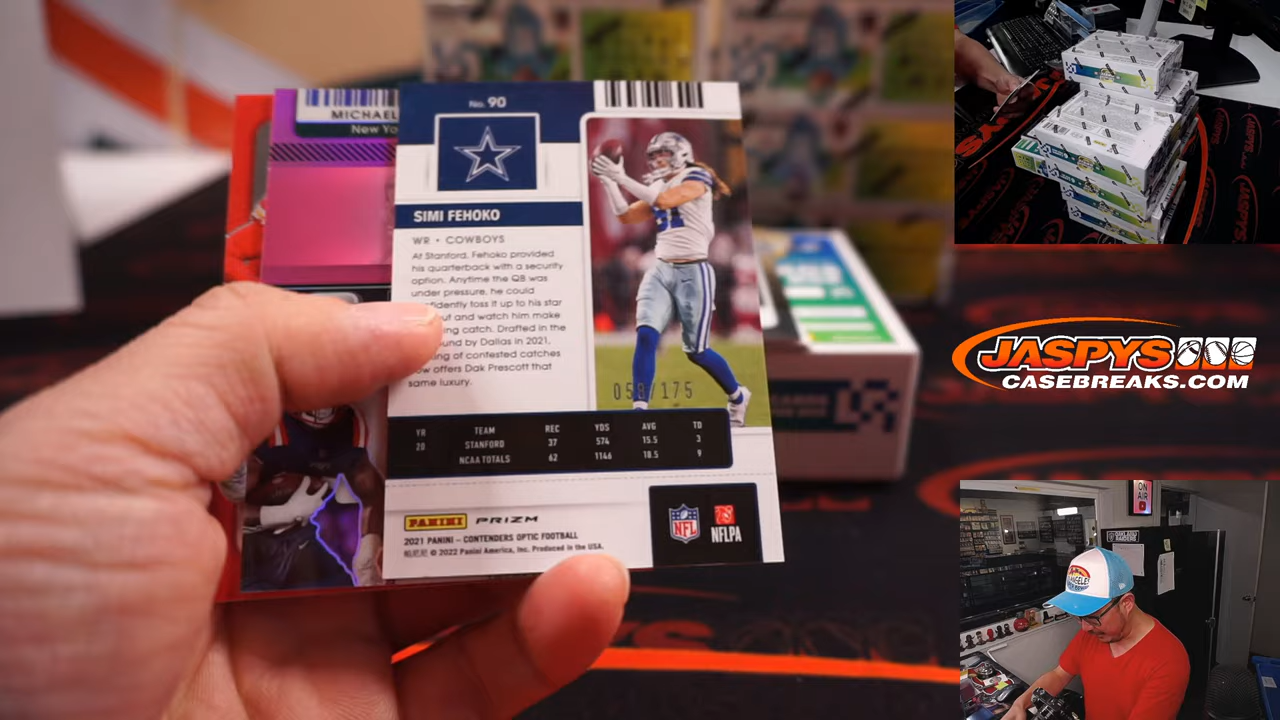 MICHAEL
New Yo
No. 90
SIMI FEHOKO
WR • COWBOYS
At Stanford, Fehoko provided
his quarterback with a security
option. Anytime the QB was
under pressure, he could
fidently toss it up to his star
out and watch him make
ing catch. Drafted in the
ound by Dallas in 2021,
ing of contested catches
ow offers Dak Prescott that
same luxury.
/175
YR TEAM REC YDS AVG TD
20 STANFORD 37 574 15.5 3
NCAA TOTALS 62 1146 18.5 9
PANINI PRIZM
2021 PANINI – CONTENDERS OPTIC FOOTBALL
© 2022 Panini America, Inc. Produced in the USA.
NFL
NFLPA
JASPYS
CASEBREAKS.COM
ON
AIR